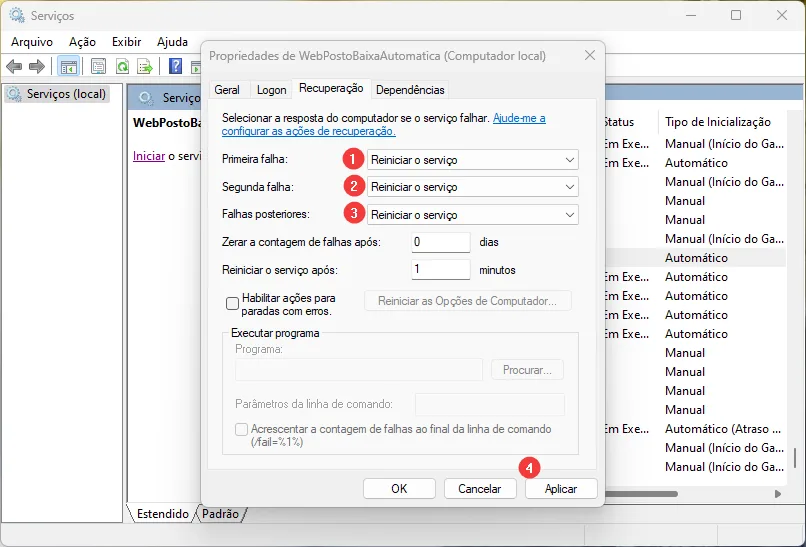 Serviços
Arquivo Ação Exibir Ajuda
Serviços (local)
Serviço
WebPostoBa
Iniciar o servi
Propriedades de WebPostoBaixaAutomatica (Computador local)
Geral Logon Recuperação Dependências
Selecionar a resposta do computador se o serviço falhar. Ajude-me a
configurar as ações de recuperação.
Primeira falha: 1 Reiniciar o serviço
Segunda falha: 2 Reiniciar o serviço
Falhas posteriores: 3 Reiniciar o serviço
Zerar a contagem de falhas após: 0 dias
Reiniciar o serviço após: 1 minutos
Habilitar ações para
paradas com erros.
Reiniciar as Opções de Computador...
Executar programa
Programa:
Procurar...
Parâmetros da linha de comando:
Acrescentar a contagem de falhas ao final da linha de comando
(/fail=%1%)
4
OK Cancelar Aplicar
Status Tipo de Inicialização
Em Exe... Manual (Início do Ga...
Em Exe... Automático
Manual (Início do Ga...
Manual
Manual
Manual (Início do Ga...
Automático
Em Exe... Automático
Em Exe... Automático
Em Exe... Automático
Em Exe... Automático
Manual
Manual
Manual
Manual
Em Exe... Automático (Atraso ...
Manual (Início do Ga...
Manual (Início do Ga...
Estendido Padrão